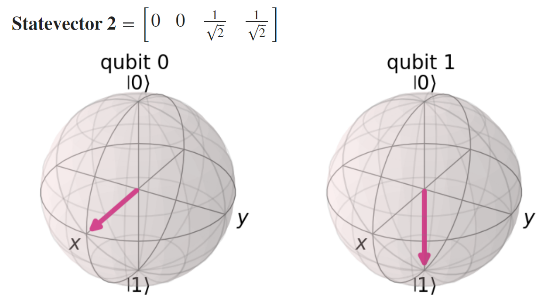 Statevector 2 = [0 0 1/√2 1/√2]
qubit 0 qubit 1
|0⟩ |0⟩
y y
x x
|1⟩ |1⟩